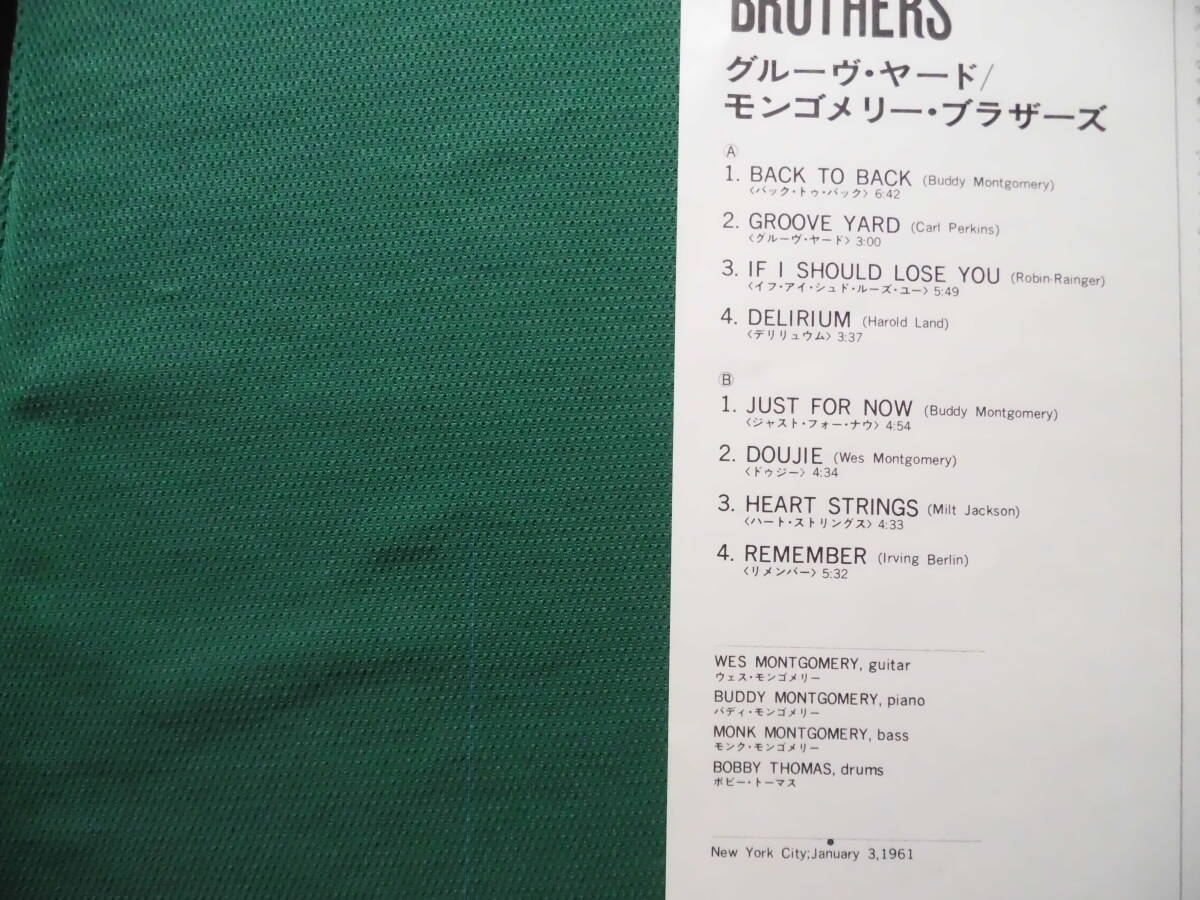 BROTHERS
グルーヴ・ヤード/
モンゴメリー・ブラザーズ
Ⓐ
1. BACK TO BACK (Buddy Montgomery)
〈バック・トゥ・バック〉 6:42
2. GROOVE YARD (Carl Perkins)
〈グルーヴ・ヤード〉 3:00
3. IF I SHOULD LOSE YOU (Robin-Rainger)
〈イフ・アイ・シュド・ルーズ・ユー〉 5:49
4. DELIRIUM (Harold Land)
〈デリリュウム〉 3:37
Ⓑ
1. JUST FOR NOW (Buddy Montgomery)
〈ジャスト・フォー・ナウ〉 4:54
2. DOUJIE (Wes Montgomery)
〈ドゥジー〉 4:34
3. HEART STRINGS (Milt Jackson)
〈ハート・ストリングス〉 4:33
4. REMEMBER (Irving Berlin)
〈リメンバー〉 5:32
WES MONTGOMERY, guitar
ウェス・モンゴメリー
BUDDY MONTGOMERY, piano
バディ・モンゴメリー
MONK MONTGOMERY, bass
モンク・モンゴメリー
BOBBY THOMAS, drums
ボビー・トーマス
New York City;January 3,1961